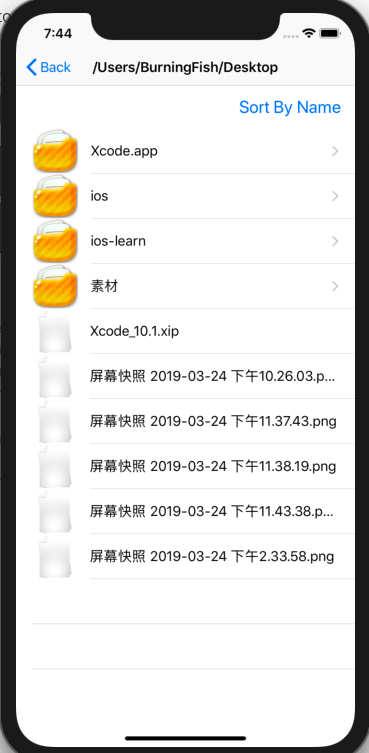 7:44
Back /Users/BurningFish/Desktop
Sort By Name
Xcode.app
ios
ios-learn
素材
Xcode_10.1.xip
屏幕快照 2019-03-24 下午10.26.03.p...
屏幕快照 2019-03-24 下午11.37.43.png
屏幕快照 2019-03-24 下午11.38.19.png
屏幕快照 2019-03-24 下午11.43.38.p...
屏幕快照 2019-03-24 下午2.33.58.png